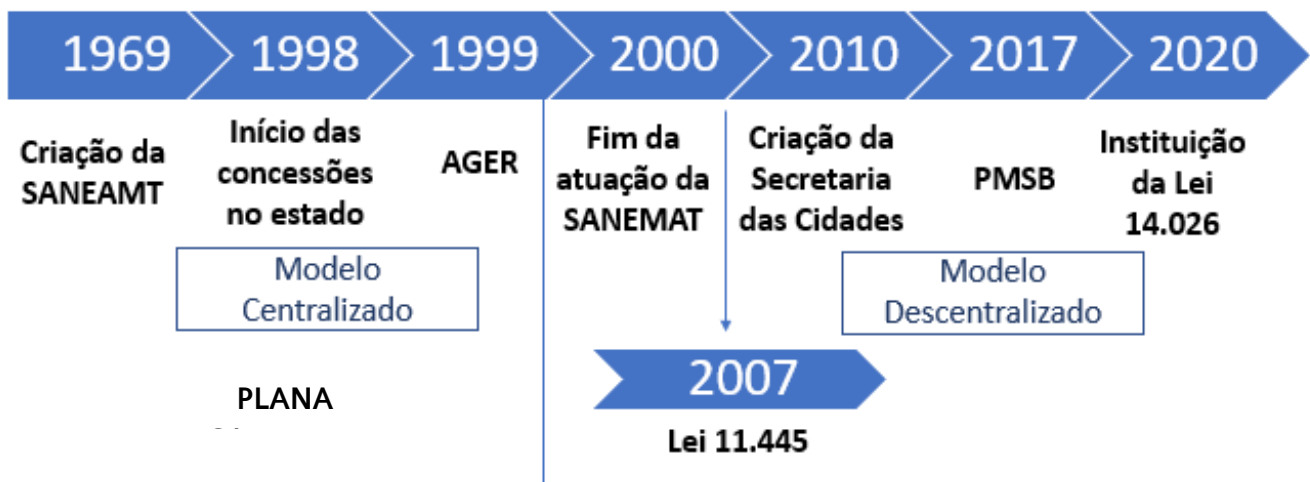 1969 1998 1999 2000 2010 2017 2020
Criação da
SANEAMT
Início das
concessões
no estado
AGER
Fim da
atuação da
SANEMAT
Criação da
Secretaria
das Cidades
PMSB
Instituição
da Lei
14.026
Modelo
Centralizado
Modelo
Descentralizado
PLANA
2007
Lei 11.445